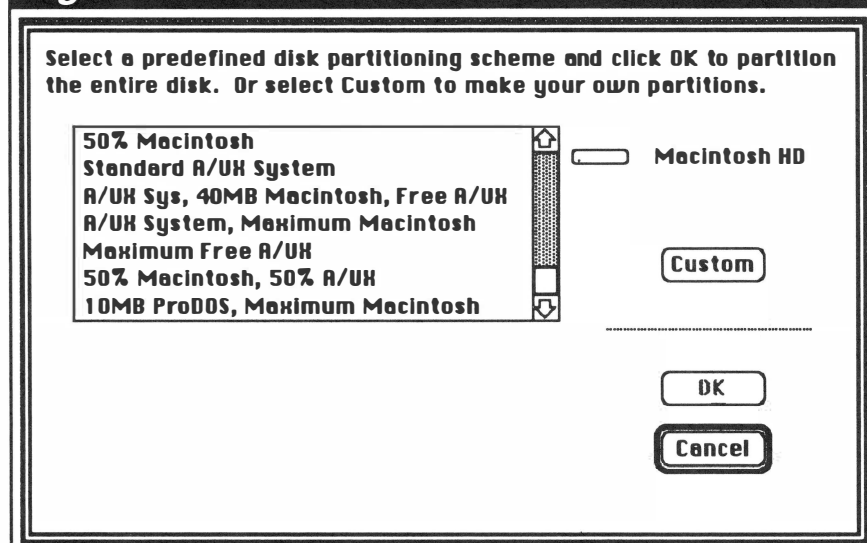 Select a predefined disk partitioning scheme and click OK to partition
the entire disk. Or select Custom to make your own partitions.
50% Macintosh
Standard A/UX System
A/UX Sys, 40MB Macintosh, Free A/UX
A/UX System, Maximum Macintosh
Maximum Free A/UX
50% Macintosh, 50% A/UX
10MB ProDOS, Maximum Macintosh
Macintosh HD
Custom
OK
Cancel